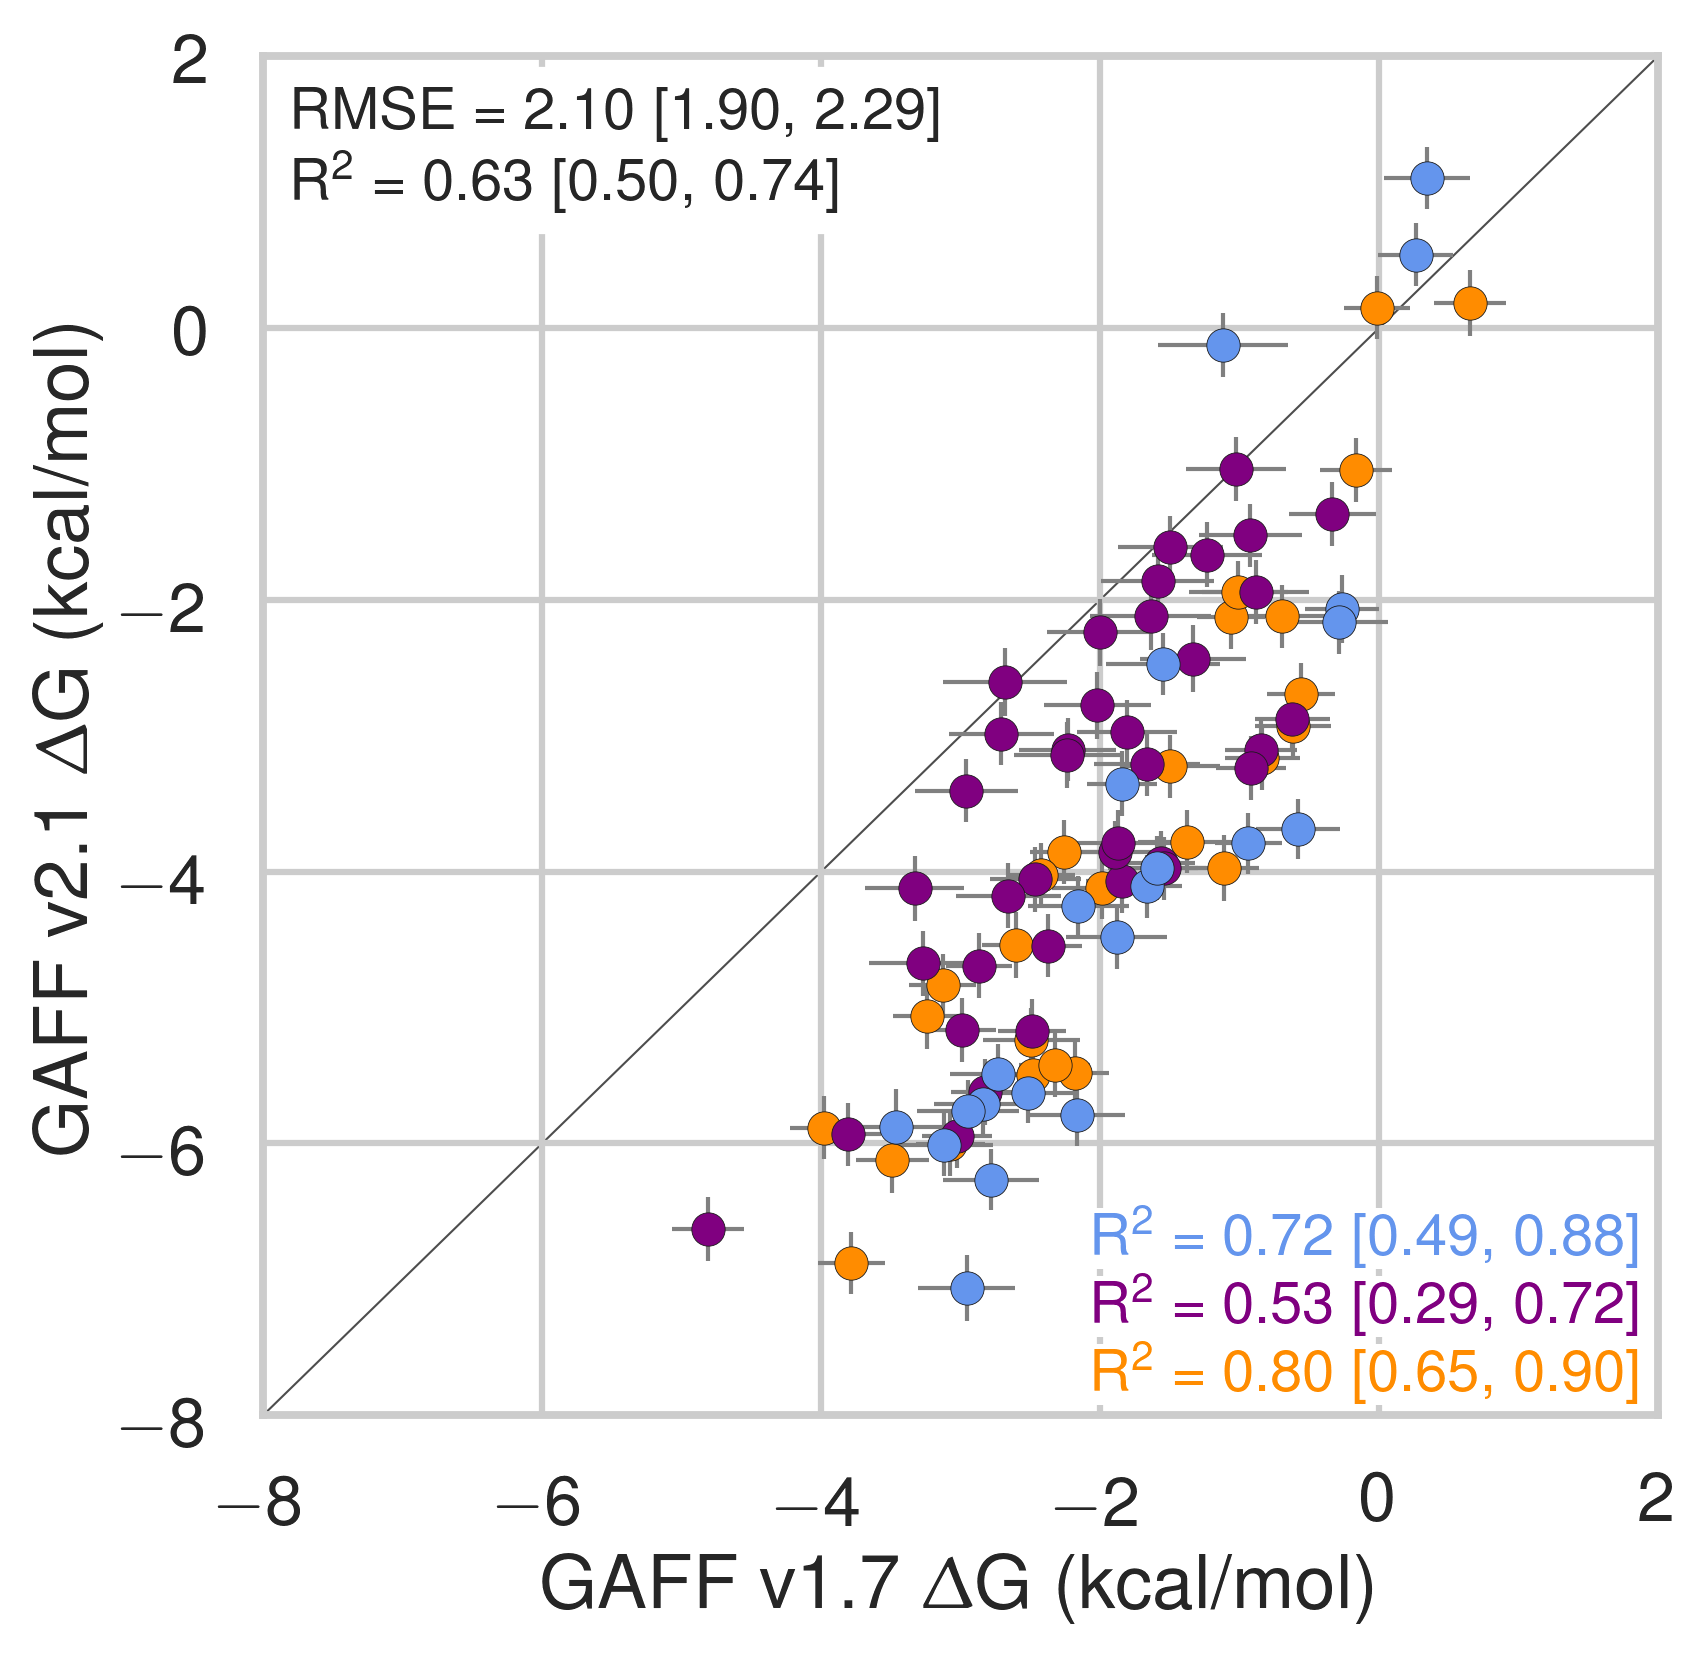 RMSE = 2.10 [1.90, 2.29]
R² = 0.63 [0.50, 0.74]
GAFF v2.1 ΔG (kcal/mol)
2
0
−2
−4
−6
−8
R² = 0.72 [0.49, 0.88]
R² = 0.53 [0.29, 0.72]
R² = 0.80 [0.65, 0.90]
−8 −6 −4 −2 0 2
GAFF v1.7 ΔG (kcal/mol)